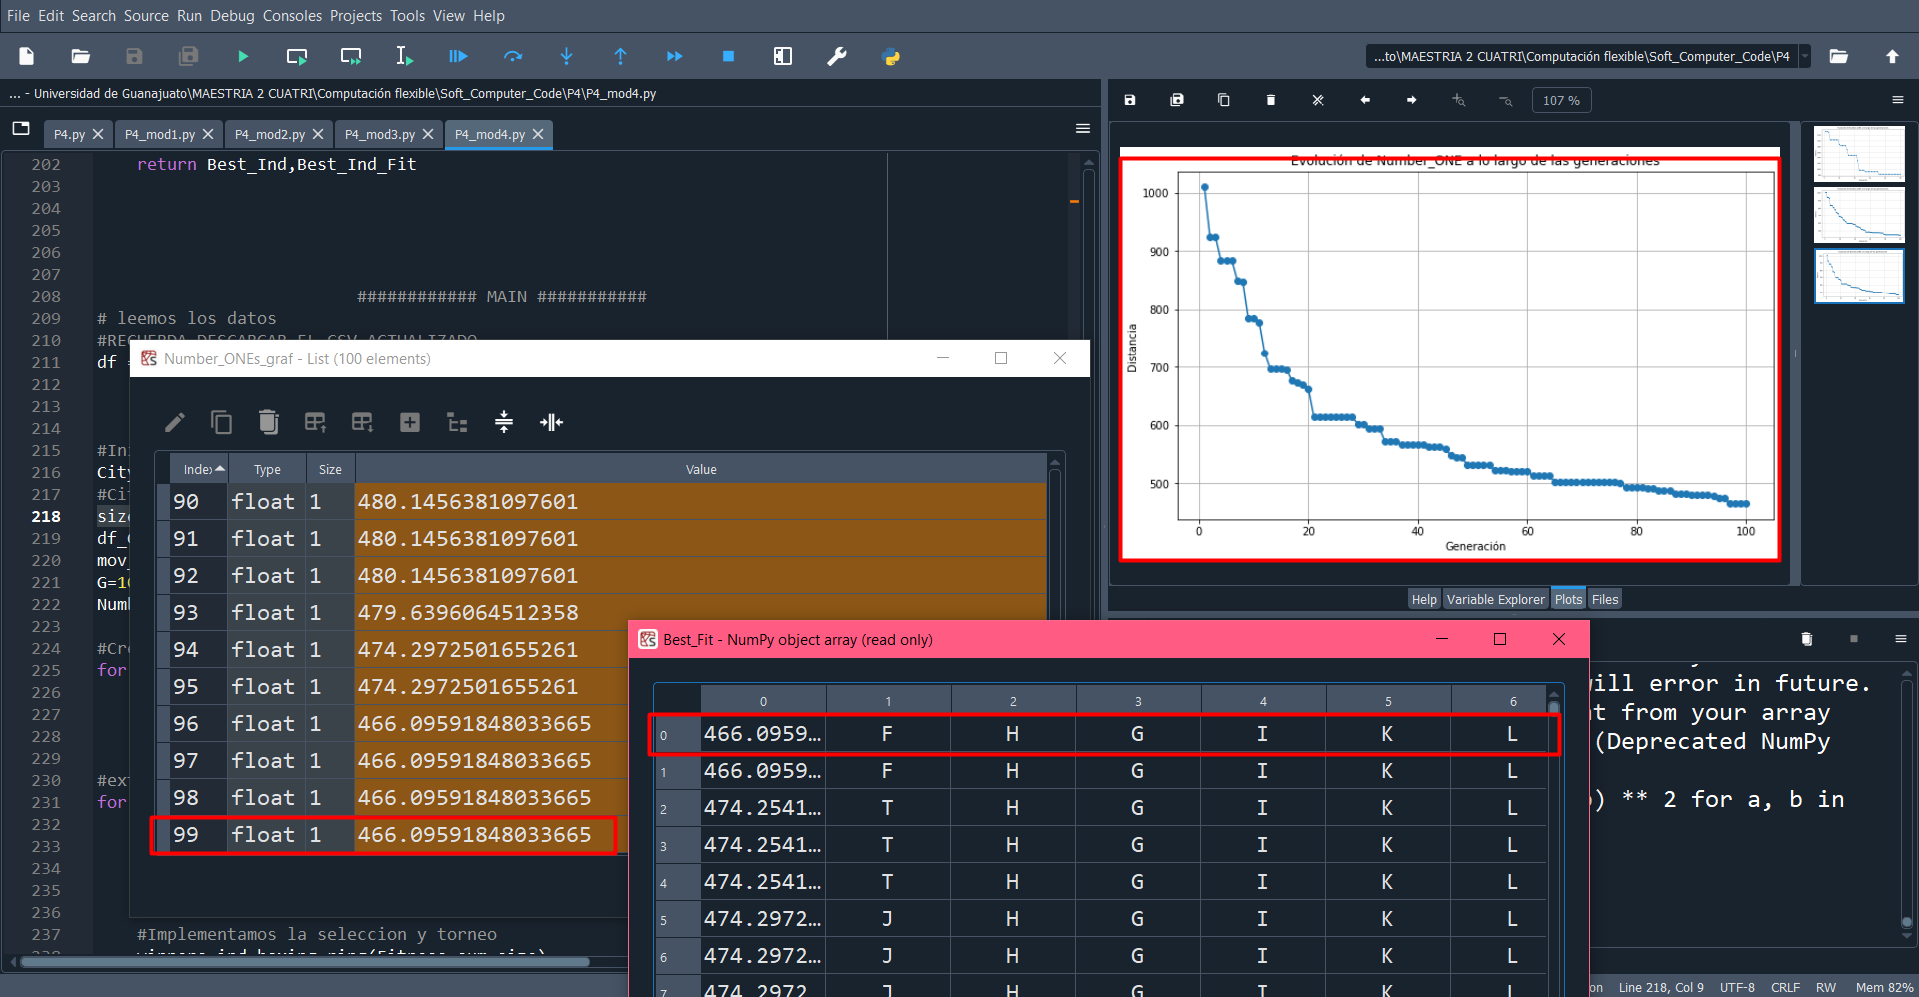 File Edit Search Source Run Debug Consoles Projects Tools View Help
...to\MAESTRIA 2 CUATRI\Computación flexible\Soft_Computer_Code\P4
... - Universidad de Guanajuato\MAESTRIA 2 CUATRI\Computación flexible\Soft_Computer_Code\P4\P4_mod4.py
P4.py P4_mod1.py P4_mod2.py P4_mod3.py P4_mod4.py
202 return Best_Ind,Best_Ind_Fit
203
204
205
206
207
208 ############ MAIN ###########
209 # leemos los datos
210 #RECUERDA DESCARGAR EL CSV ACTUALIZADO
211 df =
212
213
214
215 #In
216 City
217 #Ci
218 size
219 df_
220 mov_
221 G=10
222 Numb
223
224 #Cr
225 for
226
227
228
229
230 #ex
231 for
232
233
234
235
236
237 #Implementamos la seleccion y torneo
Number_ONEs_graf - List (100 elements)
Index Type Size Value
90 float 1 480.1456381097601
91 float 1 480.1456381097601
92 float 1 480.1456381097601
93 float 1 479.6396064512358
94 float 1 474.2972501655261
95 float 1 474.2972501655261
96 float 1 466.09591848033665
97 float 1 466.09591848033665
98 float 1 466.09591848033665
99 float 1 466.09591848033665
107 %
Evolución de Number_ONE a lo largo de las generaciones
1000
900
800
700
600
500
Distancia
0 20 40 60 80 100
Generación
Help Variable Explorer Plots Files
Best_Fit - NumPy object array (read only)
0 1 2 3 4 5 6
0 466.0959... F H G I K L
1 466.0959... F H G I K L
2 474.2541... T H G I K L
3 474.2541... T H G I K L
4 474.2541... T H G I K L
5 474.2972... J H G I K L
6 474.2972... J H G I K L
7 474.2972... J H G I K L
will error in future.
from your array
(Deprecated NumPy
) ** 2 for a, b in
Line 218, Col 9 UTF-8 CRLF RW Mem 82%